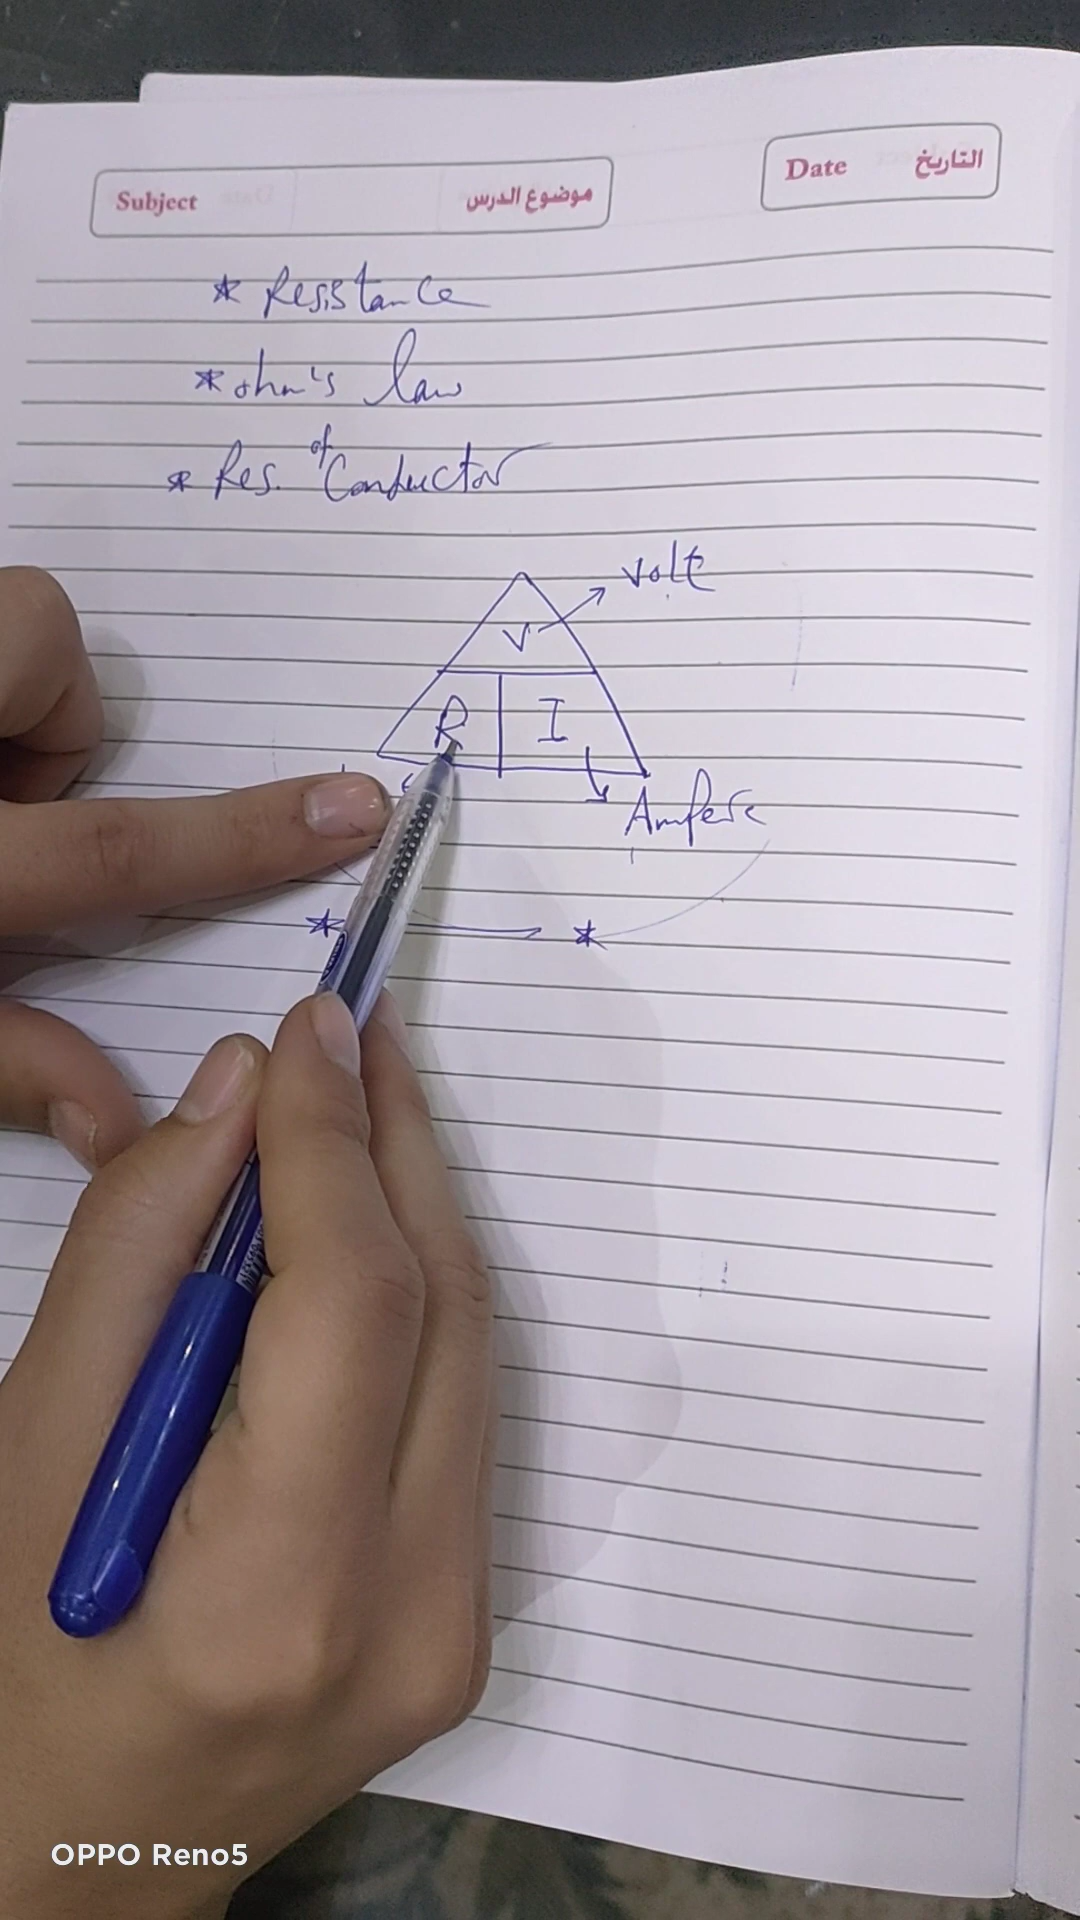 Subject موضوع الدرس
Date التاريخ
* Resistance
* ohm's law
* Res. of Conductor
volt
V
R I
Ampere
* *
OPPO Reno5